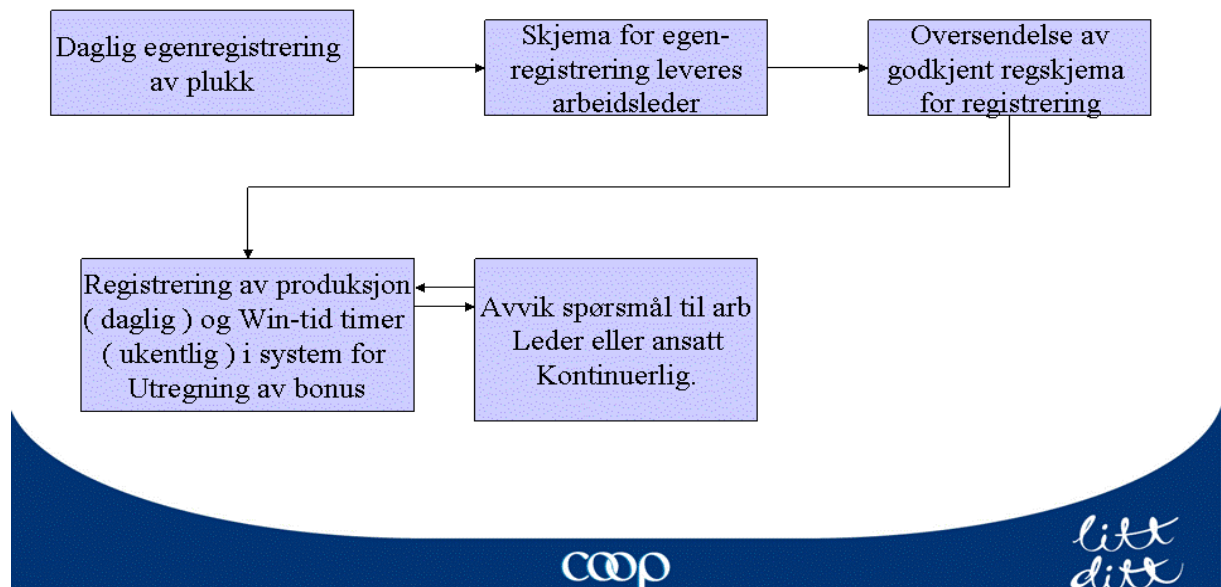 Daglig egenregistrering
av plukk
Skjema for egen-
registrering leveres
arbeidsleder
Oversendelse av
godkjent regskjema
for registrering
Registrering av produksjon
( daglig ) og Win-tid timer
( ukentlig ) i system for
Utregning av bonus
Avvik spørsmål til arb
Leder eller ansatt
Kontinuerlig.
coop
litt
ditt